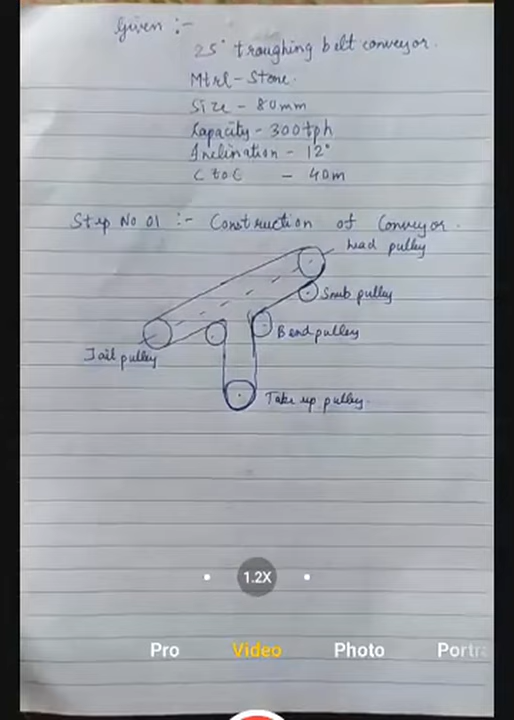 Given :-
25° troughing belt conveyor.
Mtrl - Stone.
Size - 80mm
Capacity - 300tph
Inclination - 12°
C to C - 40m
Step No 01 :- Construction of Conveyor.
head pulley
Snub pulley
Bend pulley
Tail pulley
Take up pulley.
1.2X
Pro Video Photo Portra